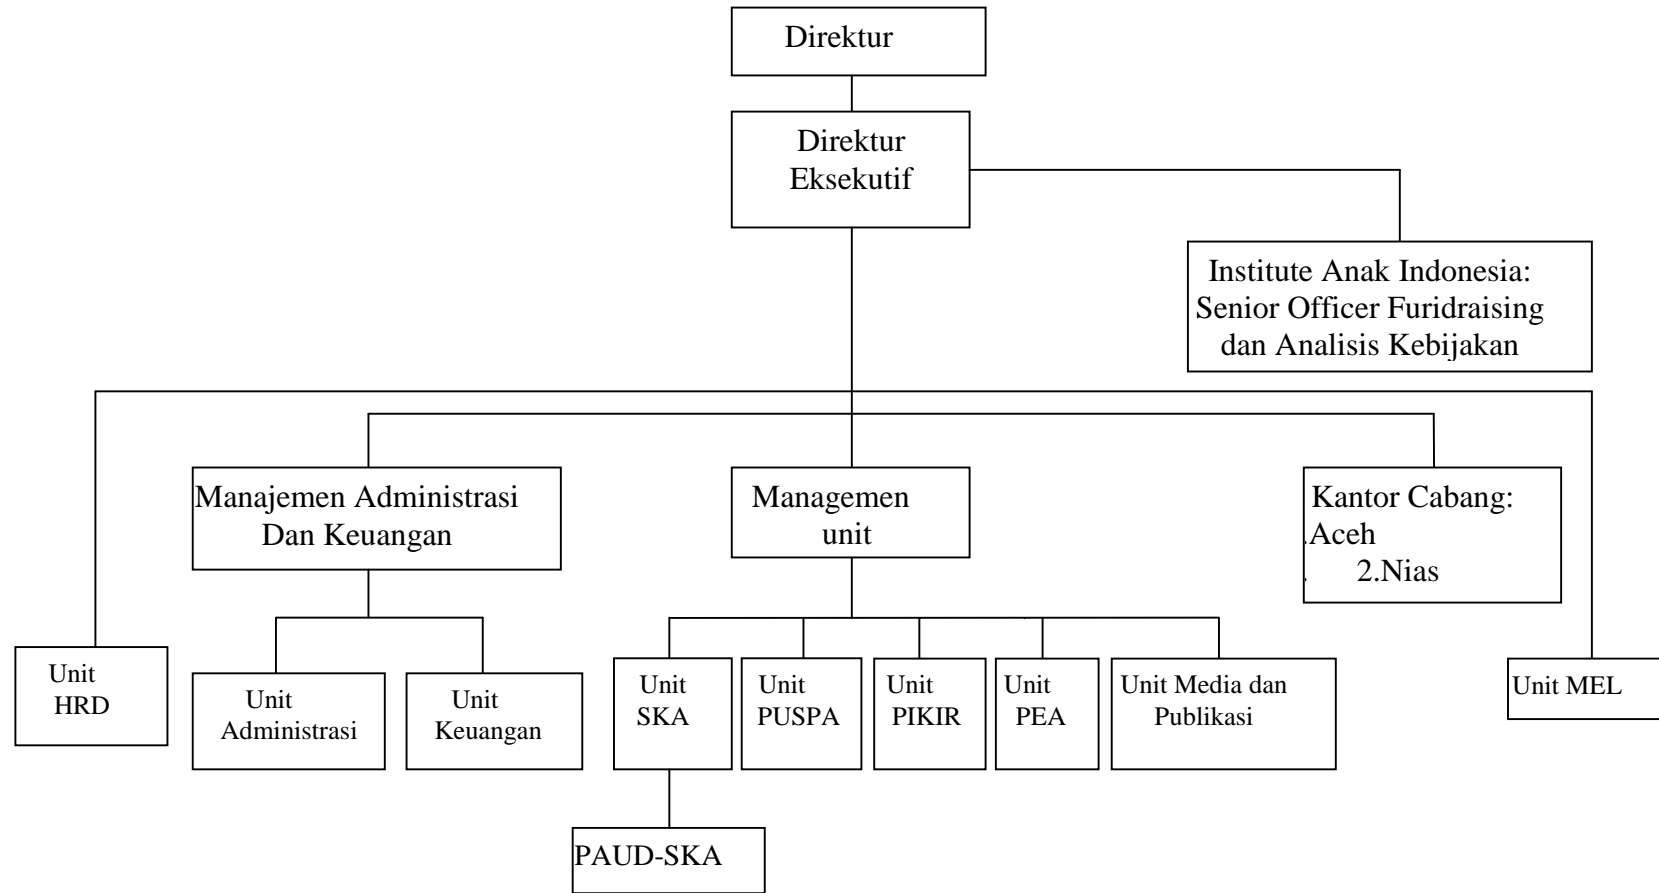 Direktur
Direktur
Eksekutif
Institute Anak Indonesia:
Senior Officer Furidraising
dan Analisis Kebijakan
Manajemen Administrasi
Dan Keuangan
Managemen
unit
Kantor Cabang:
.Aceh
. 2.Nias
Unit
HRD
Unit
Administrasi
Unit
Keuangan
Unit
SKA
Unit
PUSPA
Unit
PIKIR
Unit
PEA
Unit Media dan
Publikasi
Unit MEL
PAUD-SKA